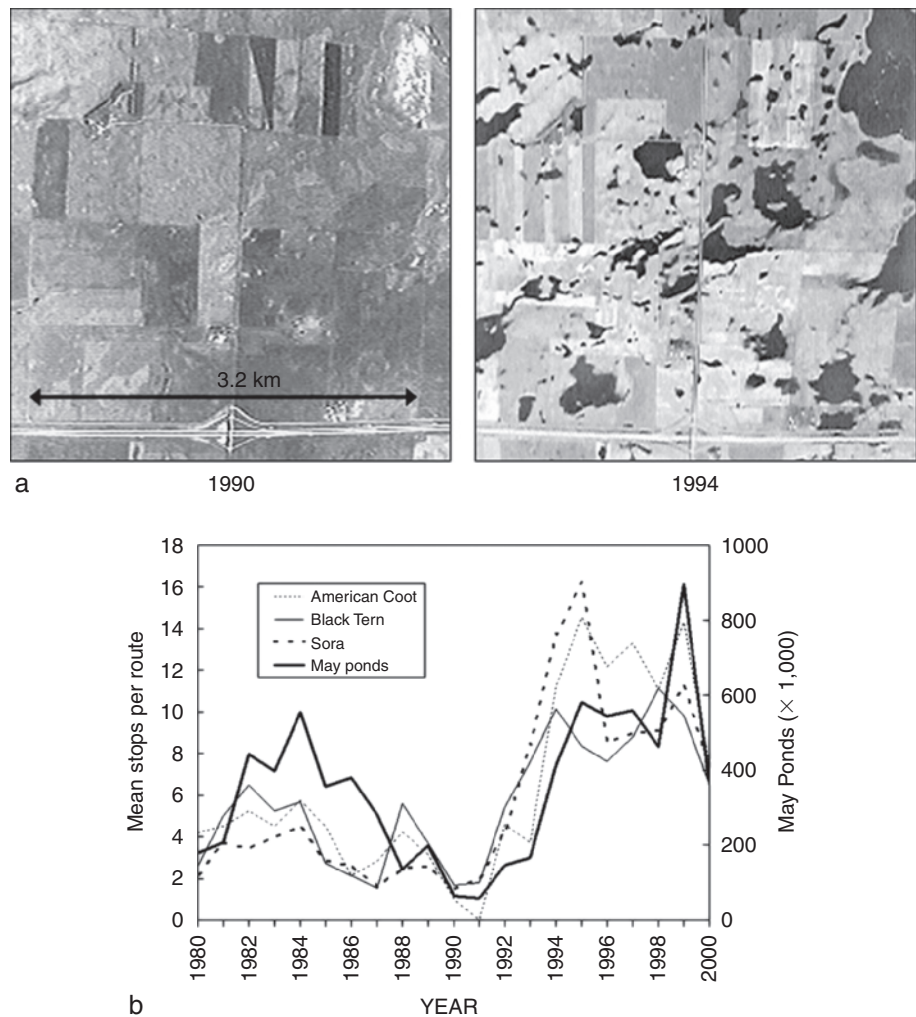 3.2 km
a
1990
1994
18
16
14
12
10
8
6
4
2
0
Mean stops per route
American Coot
Black Tern
Sora
May ponds
1000
800
600
400
200
0
May Ponds (× 1,000)
1980
1982
1984
1986
1988
1990
1992
1994
1996
1998
2000
b
YEAR